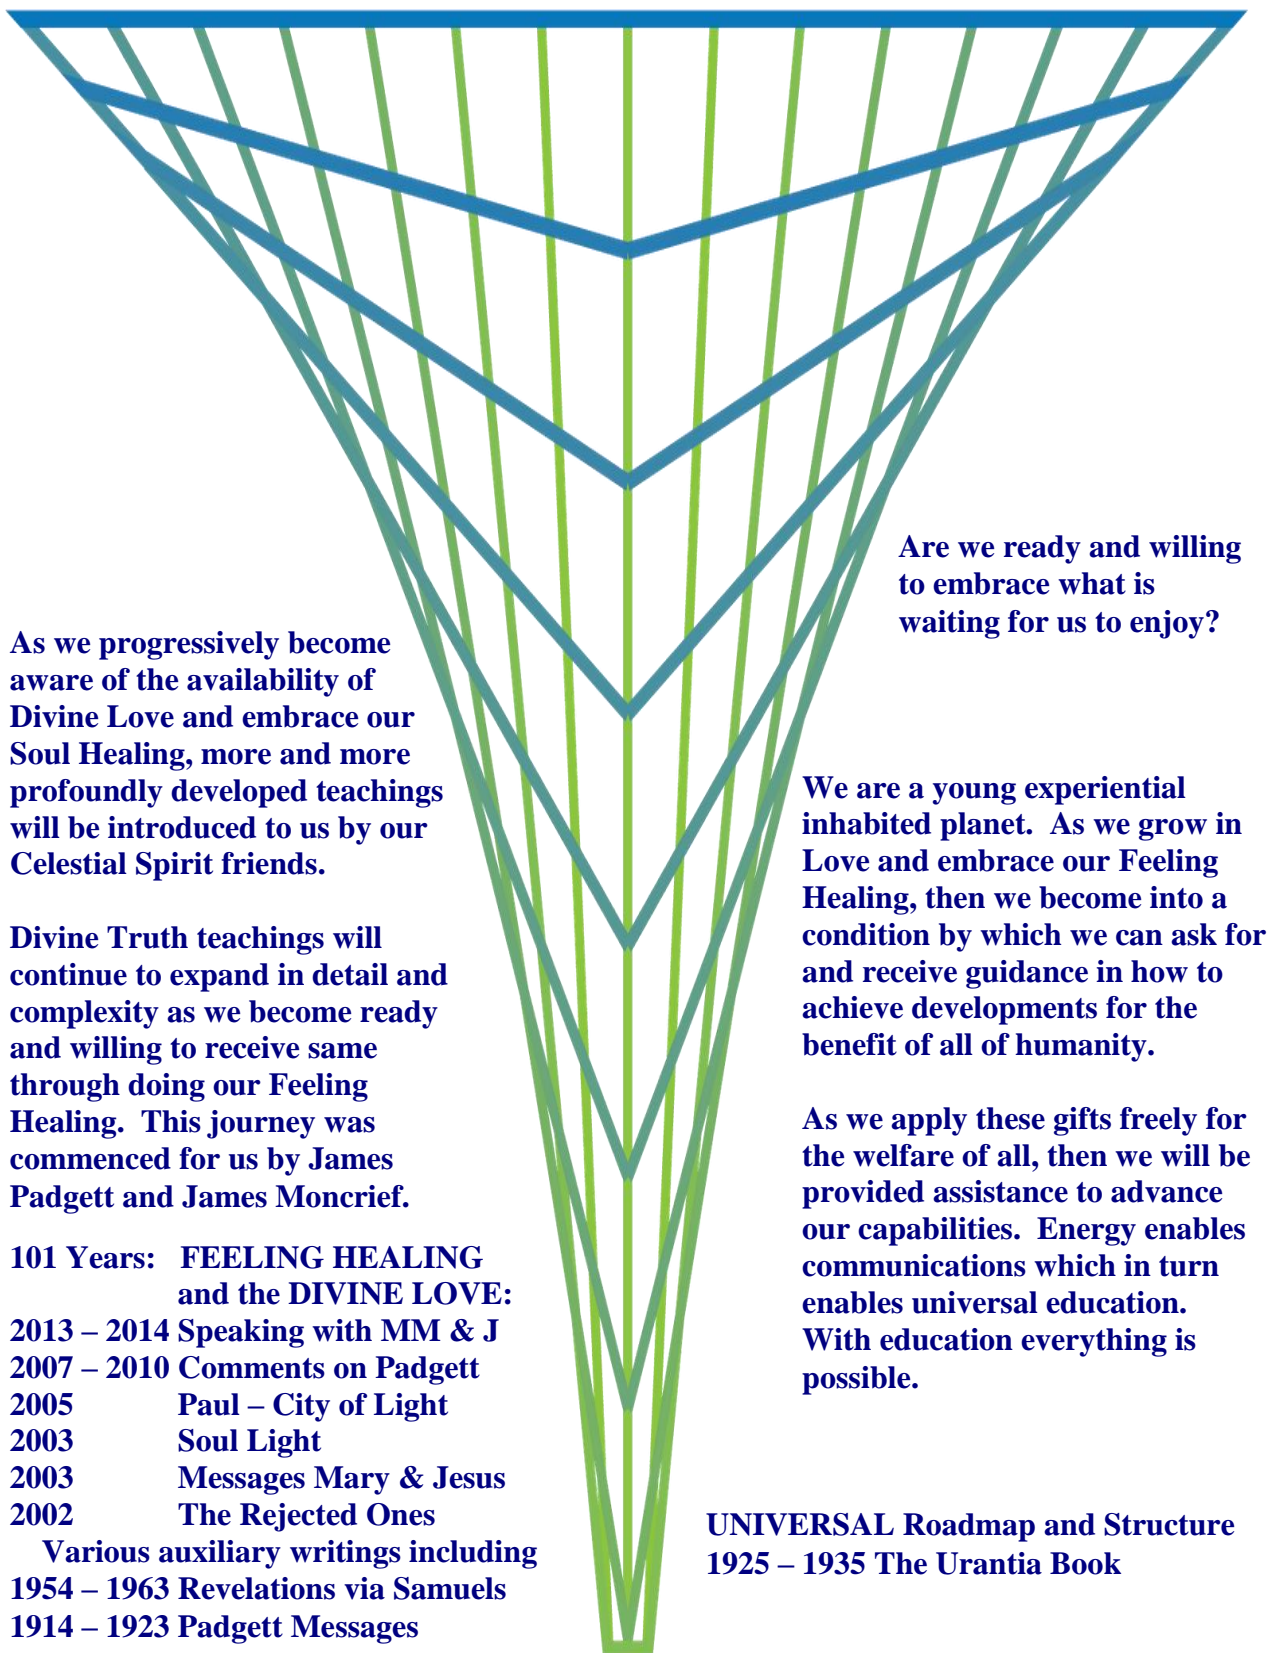 Are we ready and willing
to embrace what is
waiting for us to enjoy?
As we progressively become
aware of the availability of
Divine Love and embrace our
Soul Healing, more and more
profoundly developed teachings
will be introduced to us by our
Celestial Spirit friends.
Divine Truth teachings will
continue to expand in detail and
complexity as we become ready
and willing to receive same
through doing our Feeling
Healing.  This journey was
commenced for us by James
Padgett and James Moncrief.
101 Years:   FEELING HEALING
and the DIVINE LOVE:
2013 – 2014 Speaking with MM & J
2007 – 2010 Comments on Padgett
2005 Paul – City of Light
2003 Soul Light
2003 Messages Mary & Jesus
2002 The Rejected Ones
Various auxiliary writings including
1954 – 1963 Revelations via Samuels
1914 – 1923 Padgett Messages
We are a young experiential
inhabited planet.  As we grow in
Love and embrace our Feeling
Healing, then we become into a
condition by which we can ask for
and receive guidance in how to
achieve developments for the
benefit of all of humanity.
As we apply these gifts freely for
the welfare of all, then we will be
provided assistance to advance
our capabilities.  Energy enables
communications which in turn
enables universal education.
With education everything is
possible.
UNIVERSAL Roadmap and Structure
1925 – 1935 The Urantia Book